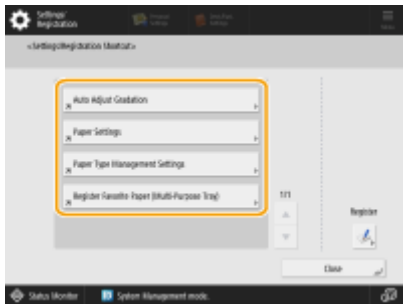 Settings/
Registration
<Settings/Registration Shortcut>
Auto Adjust Gradation
Paper Settings
Paper Type Management Settings
Register Favorite Paper (Multi-Purpose Tray)
1/1
Register
Close
Status Monitor
System Management mode.